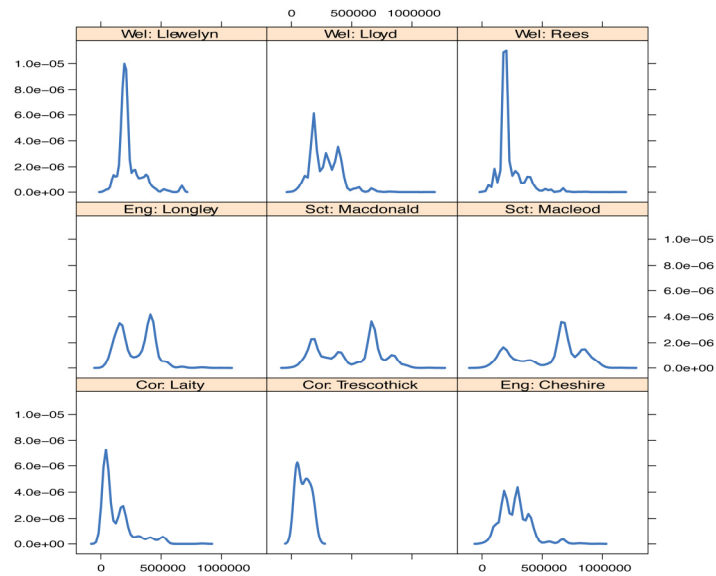 0 500000 1000000
Wel: Llewelyn Wel: Lloyd Wel: Rees
1.0e−05
8.0e−06
6.0e−06
4.0e−06
2.0e−06
0.0e+00
Eng: Longley Sct: Macdonald Sct: Macleod
1.0e−05
8.0e−06
6.0e−06
4.0e−06
2.0e−06
0.0e+00
Cor: Laity Cor: Trescothick Eng: Cheshire
1.0e−05
8.0e−06
6.0e−06
4.0e−06
2.0e−06
0.0e+00
0 500000 1000000 0 500000 1000000